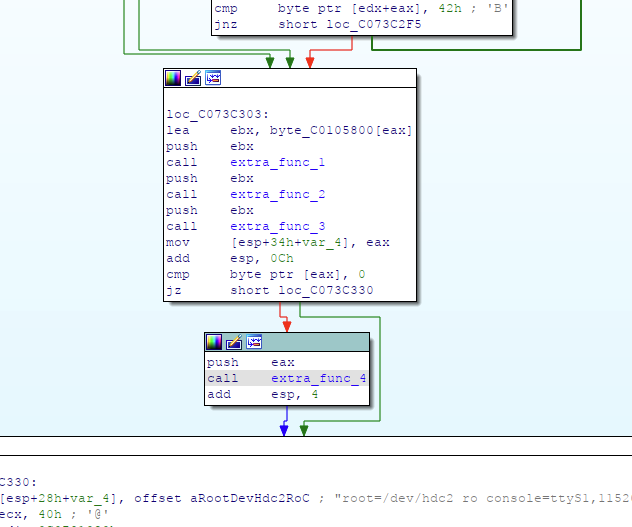 cmp     byte ptr [edx+eax], 42h ; 'B'
jnz     short loc_C073C2F5
loc_C073C303:
lea     ebx, byte_C0105800[eax]
push    ebx
call    extra_func_1
push    ebx
call    extra_func_2
push    ebx
call    extra_func_3
mov     [esp+34h+var_4], eax
add     esp, 0Ch
cmp     byte ptr [eax], 0
jz      short loc_C073C330
push    eax
call    extra_func_4
add     esp, 4
C330:
[esp+28h+var_4], offset aRootDevHdc2RoC ; "root=/dev/hdc2 ro console=ttyS1,11520
ecx, 40h ; '@'